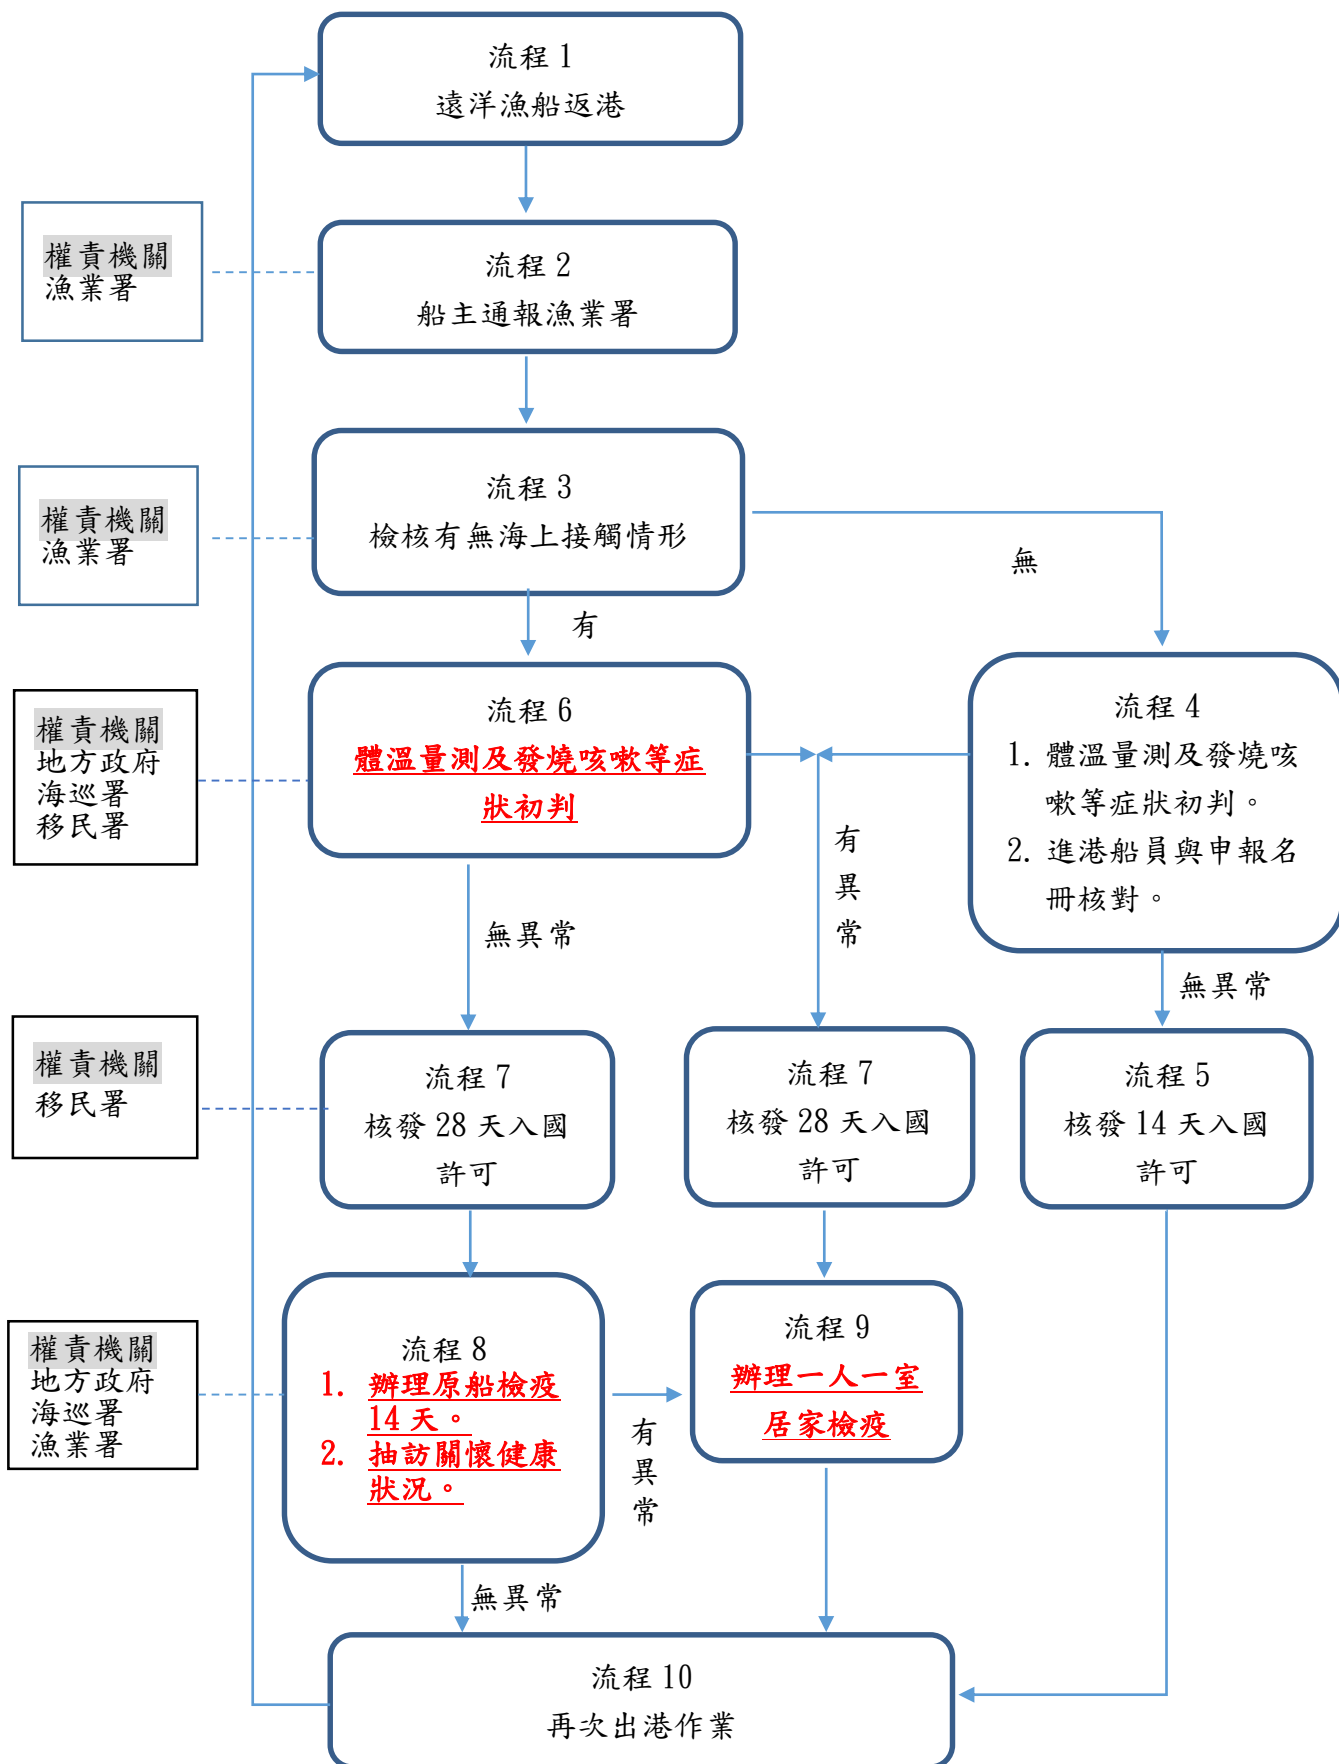 流程 1
遠洋漁船返港
權責機關
漁業署
流程 2
船主通報漁業署
權責機關
漁業署
流程 3
檢核有無海上接觸情形
無
有
權責機關
地方政府
海巡署
移民署
流程 6
體溫量測及發燒咳嗽等症
狀初判
流程 4
1. 體溫量測及發燒咳
嗽等症狀初判。
2. 進港船員與申報名
冊核對。
有
異
常
無異常
無異常
權責機關
移民署
流程 7
核發 28 天入國
許可
流程 7
核發 28 天入國
許可
流程 5
核發 14 天入國
許可
權責機關
地方政府
海巡署
漁業署
流程 8
1. 辦理原船檢疫
14 天。
2. 抽訪關懷健康
狀況。
有
異
常
流程 9
辦理一人一室
居家檢疫
無異常
流程 10
再次出港作業